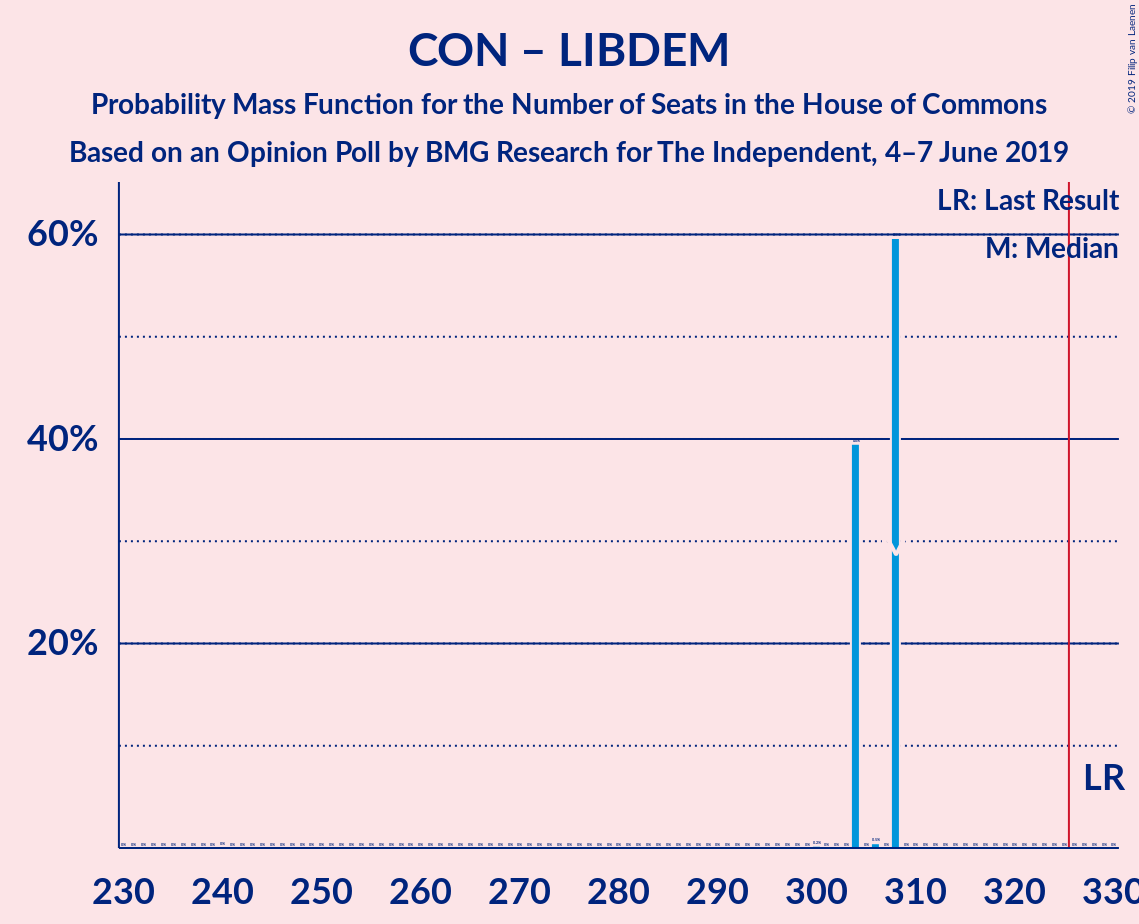 CON – LIBDEM
Probability Mass Function for the Number of Seats in the House of Commons
Based on an Opinion Poll by BMG Research for The Independent, 4–7 June 2019
© 2019 Filip van Laenen
LR: Last Result
M: Median
60%
40%
20%
M
LR
230 240 250 260 270 280 290 300 310 320 330